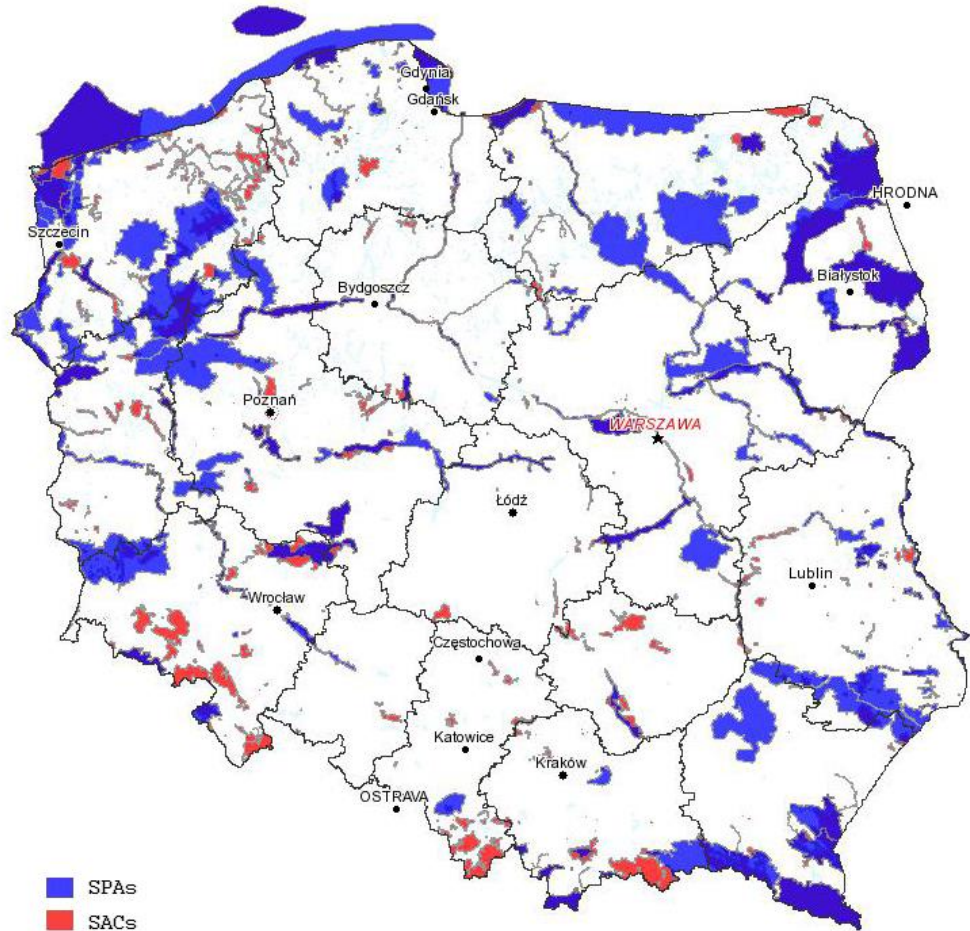 Gdynia
Gdańsk
HRODNA
Szczecin
Białystok
Bydgoszcz
Poznań
WARSZAWA
Łódź
Lublin
Wrocław
Częstochowa
Katowice
Kraków
OSTRAVA
SPAs
SACs